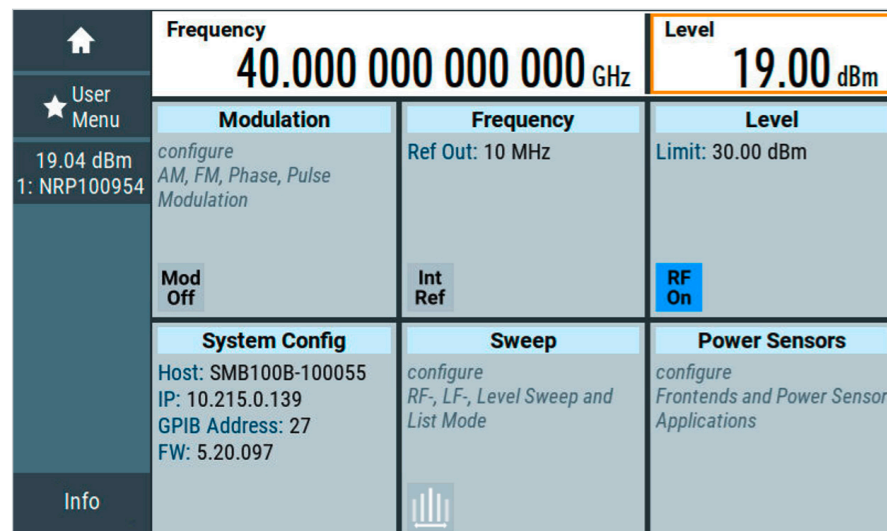 Frequency
40.000 000 000 000 GHz
Level
19.00 dBm
User
Menu
19.04 dBm
1: NRP100954
Modulation
configure
AM, FM, Phase, Pulse
Modulation
Mod
Off
Frequency
Ref Out: 10 MHz
Int
Ref
Level
Limit: 30.00 dBm
RF
On
System Config
Host: SMB100B-100055
IP: 10.215.0.139
GPIB Address: 27
FW: 5.20.097
Sweep
configure
RF-, LF-, Level Sweep and
List Mode
Power Sensors
configure
Frontends and Power Sensor
Applications
Info